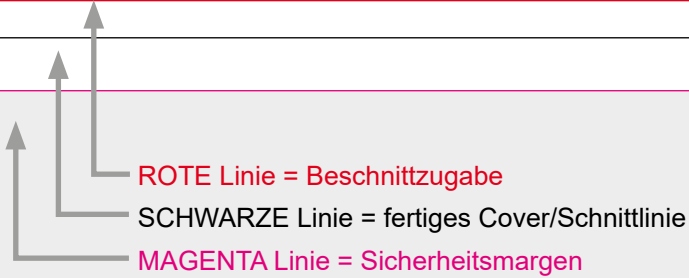 ROTE Linie = Beschnittzugabe
SCHWARZE Linie = fertiges Cover/Schnittlinie
MAGENTA Linie = Sicherheitsmargen